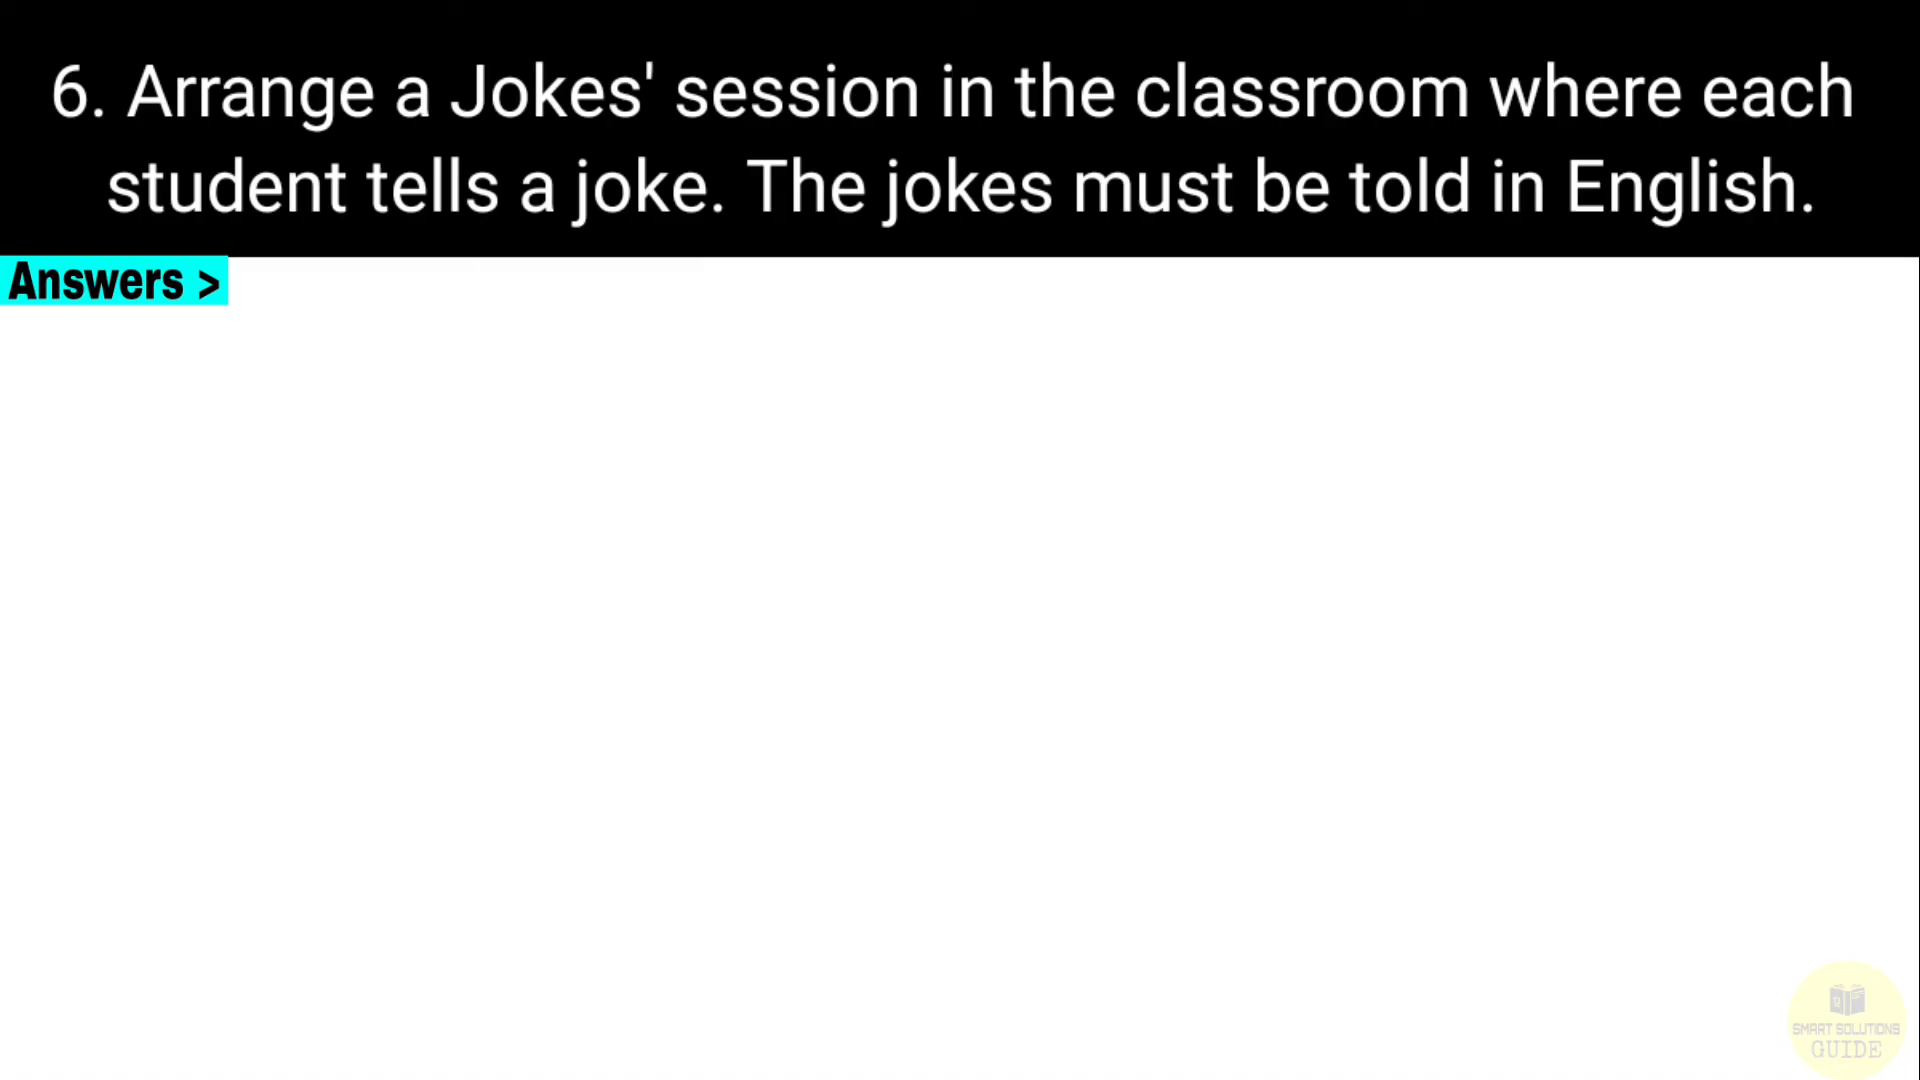 6. Arrange a Jokes' session in the classroom where each
student tells a joke. The jokes must be told in English.
Answers >
SMART SOLUTIONS
GUIDE